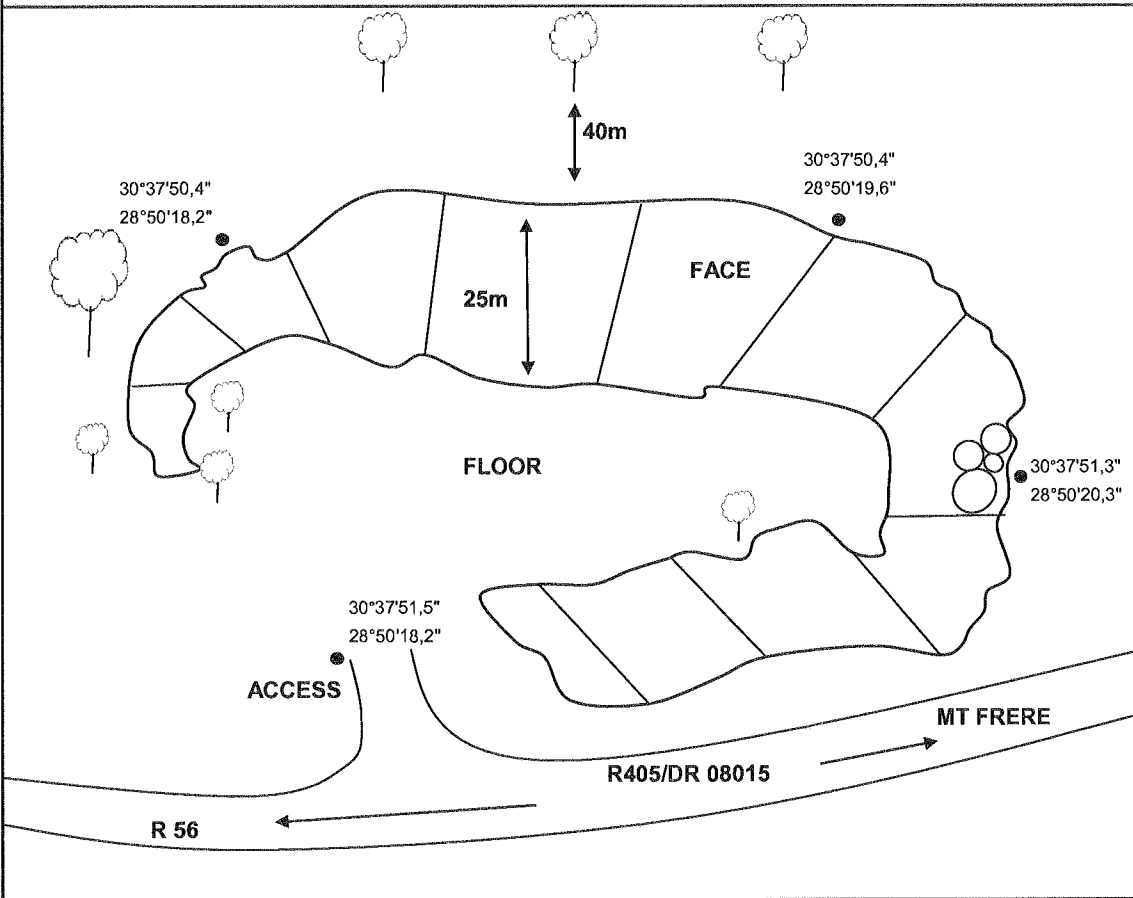 40m
30°37'50,4"
28°50'19,6"
30°37'50,4"
28°50'18,2"
FACE
25m
FLOOR
30°37'51,3"
28°50'20,3"
30°37'51,5"
28°50'18,2"
ACCESS
MT FRERE
R405/DR 08015
R 56